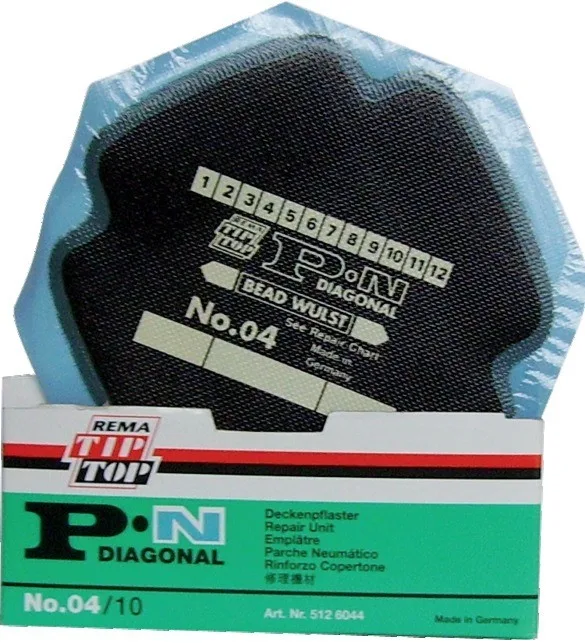 1 2 3 4 5 6 7 8 9 10 11 12
REMA
TIP
TOP
P·N
DIAGONAL
BEAD WULST
No.04
See Repair Chart
Made in
Germany
REMA
TIP
TOP
P·N
DIAGONAL
Deckenpflaster
Repair Unit
Emplâtre
Parche Neumático
Rinforzo Copertone
修理機材
No.04/10
Art. Nr. 512 6044
Made in Germany